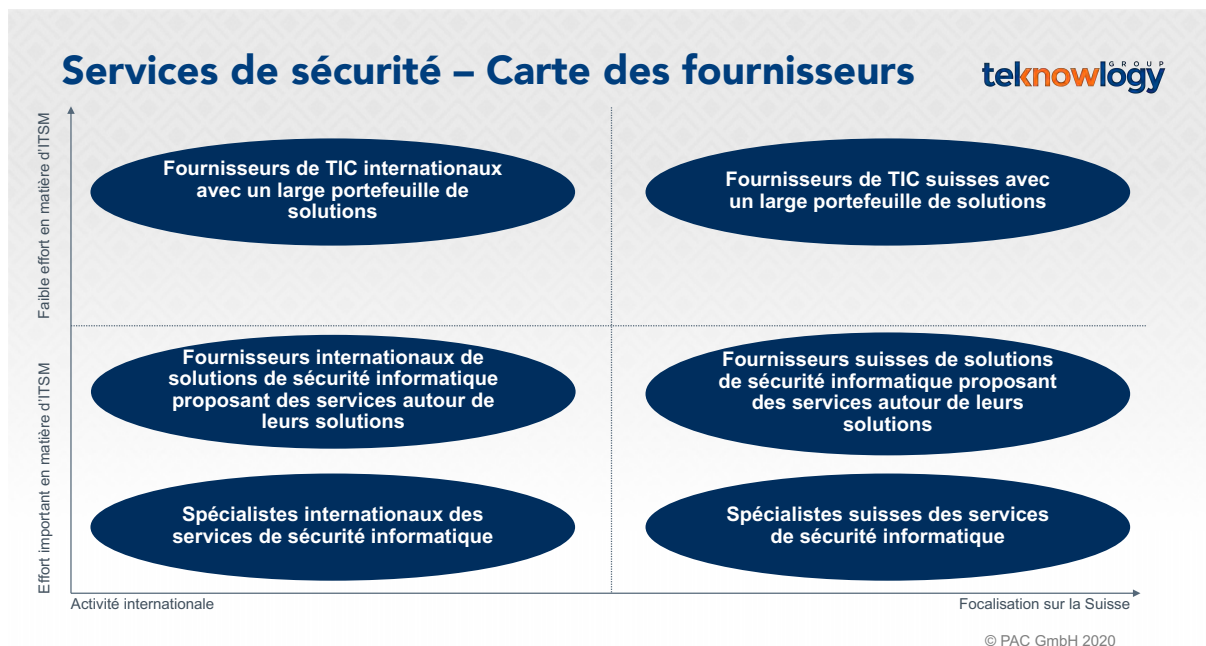 Services de sécurité – Carte des fournisseurs
teknowlogy
GROUP
Faible effort en matière d'ITSM
Fournisseurs de TIC internationaux
avec un large portefeuille de
solutions
Fournisseurs de TIC suisses avec
un large portefeuille de solutions
Effort important en matière d'ITSM
Fournisseurs internationaux de
solutions de sécurité informatique
proposant des services autour de
leurs solutions
Fournisseurs suisses de solutions
de sécurité informatique proposant
des services autour de leurs
solutions
Spécialistes internationaux des
services de sécurité informatique
Spécialistes suisses des services
de sécurité informatique
Activité internationale
Focalisation sur la Suisse
© PAC GmbH 2020